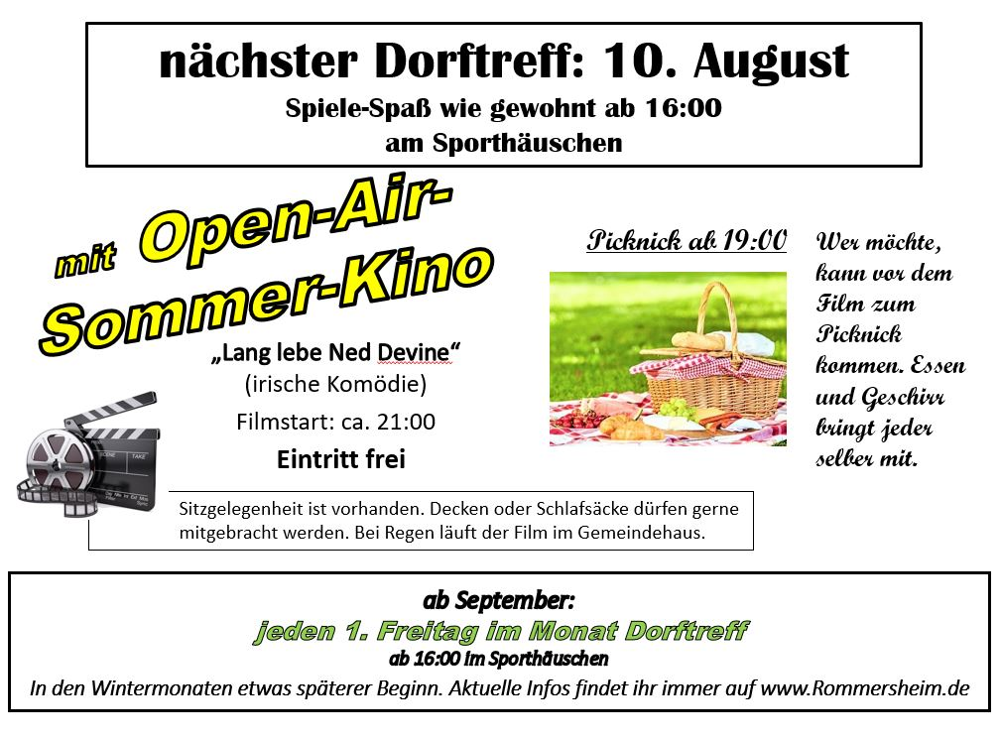 nächster Dorftreff: 10. August
Spiele-Spaß wie gewohnt ab 16:00
am Sporthäuschen
mit Open-Air-
Sommer-Kino
„Lang lebe Ned Devine“
(irische Komödie)
Filmstart: ca. 21:00
Eintritt frei
Picknick ab 19:00
Wer möchte,
kann vor dem
Film zum
Picknick
kommen. Essen
und Geschirr
bringt jeder
selber mit.
SCENE
TAKE
Sync
Sitzgelegenheit ist vorhanden. Decken oder Schlafsäcke dürfen gerne
mitgebracht werden. Bei Regen läuft der Film im Gemeindehaus.
ab September:
jeden 1. Freitag im Monat Dorftreff
ab 16:00 im Sporthäuschen
In den Wintermonaten etwas späterer Beginn. Aktuelle Infos findet ihr immer auf www.Rommersheim.de